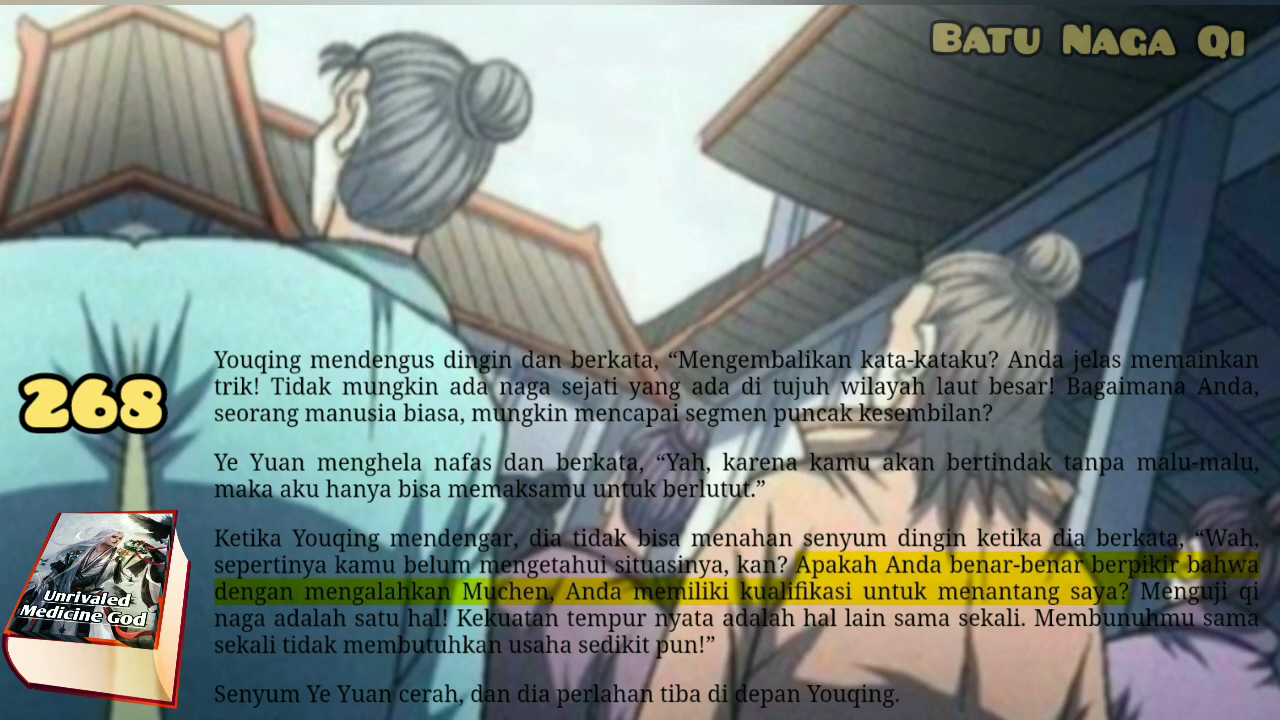 Batu Naga Qi
Youqing mendengus dingin dan berkata, “Mengembalikan kata-kataku? Anda jelas memainkan
trik! Tidak mungkin ada naga sejati yang ada di tujuh wilayah laut besar! Bagaimana Anda,
seorang manusia biasa, mungkin mencapai segmen puncak kesembilan?
268
Ye Yuan menghela nafas dan berkata, “Yah, karena kamu akan bertindak tanpa malu-malu,
maka aku hanya bisa memaksamu untuk berlutut.”
Ketika Youqing mendengar, dia tidak bisa menahan senyum dingin ketika dia berkata, “Wah,
sepertinya kamu belum mengetahui situasinya, kan? Apakah Anda benar-benar berpikir bahwa
dengan mengalahkan Muchen, Anda memiliki kualifikasi untuk menantang saya? Menguji qi
naga adalah satu hal! Kekuatan tempur nyata adalah hal lain sama sekali. Membunuhmu sama
sekali tidak membutuhkan usaha sedikit pun!”
Senyum Ye Yuan cerah, dan dia perlahan tiba di depan Youqing.
Unrivaled
Medicine God